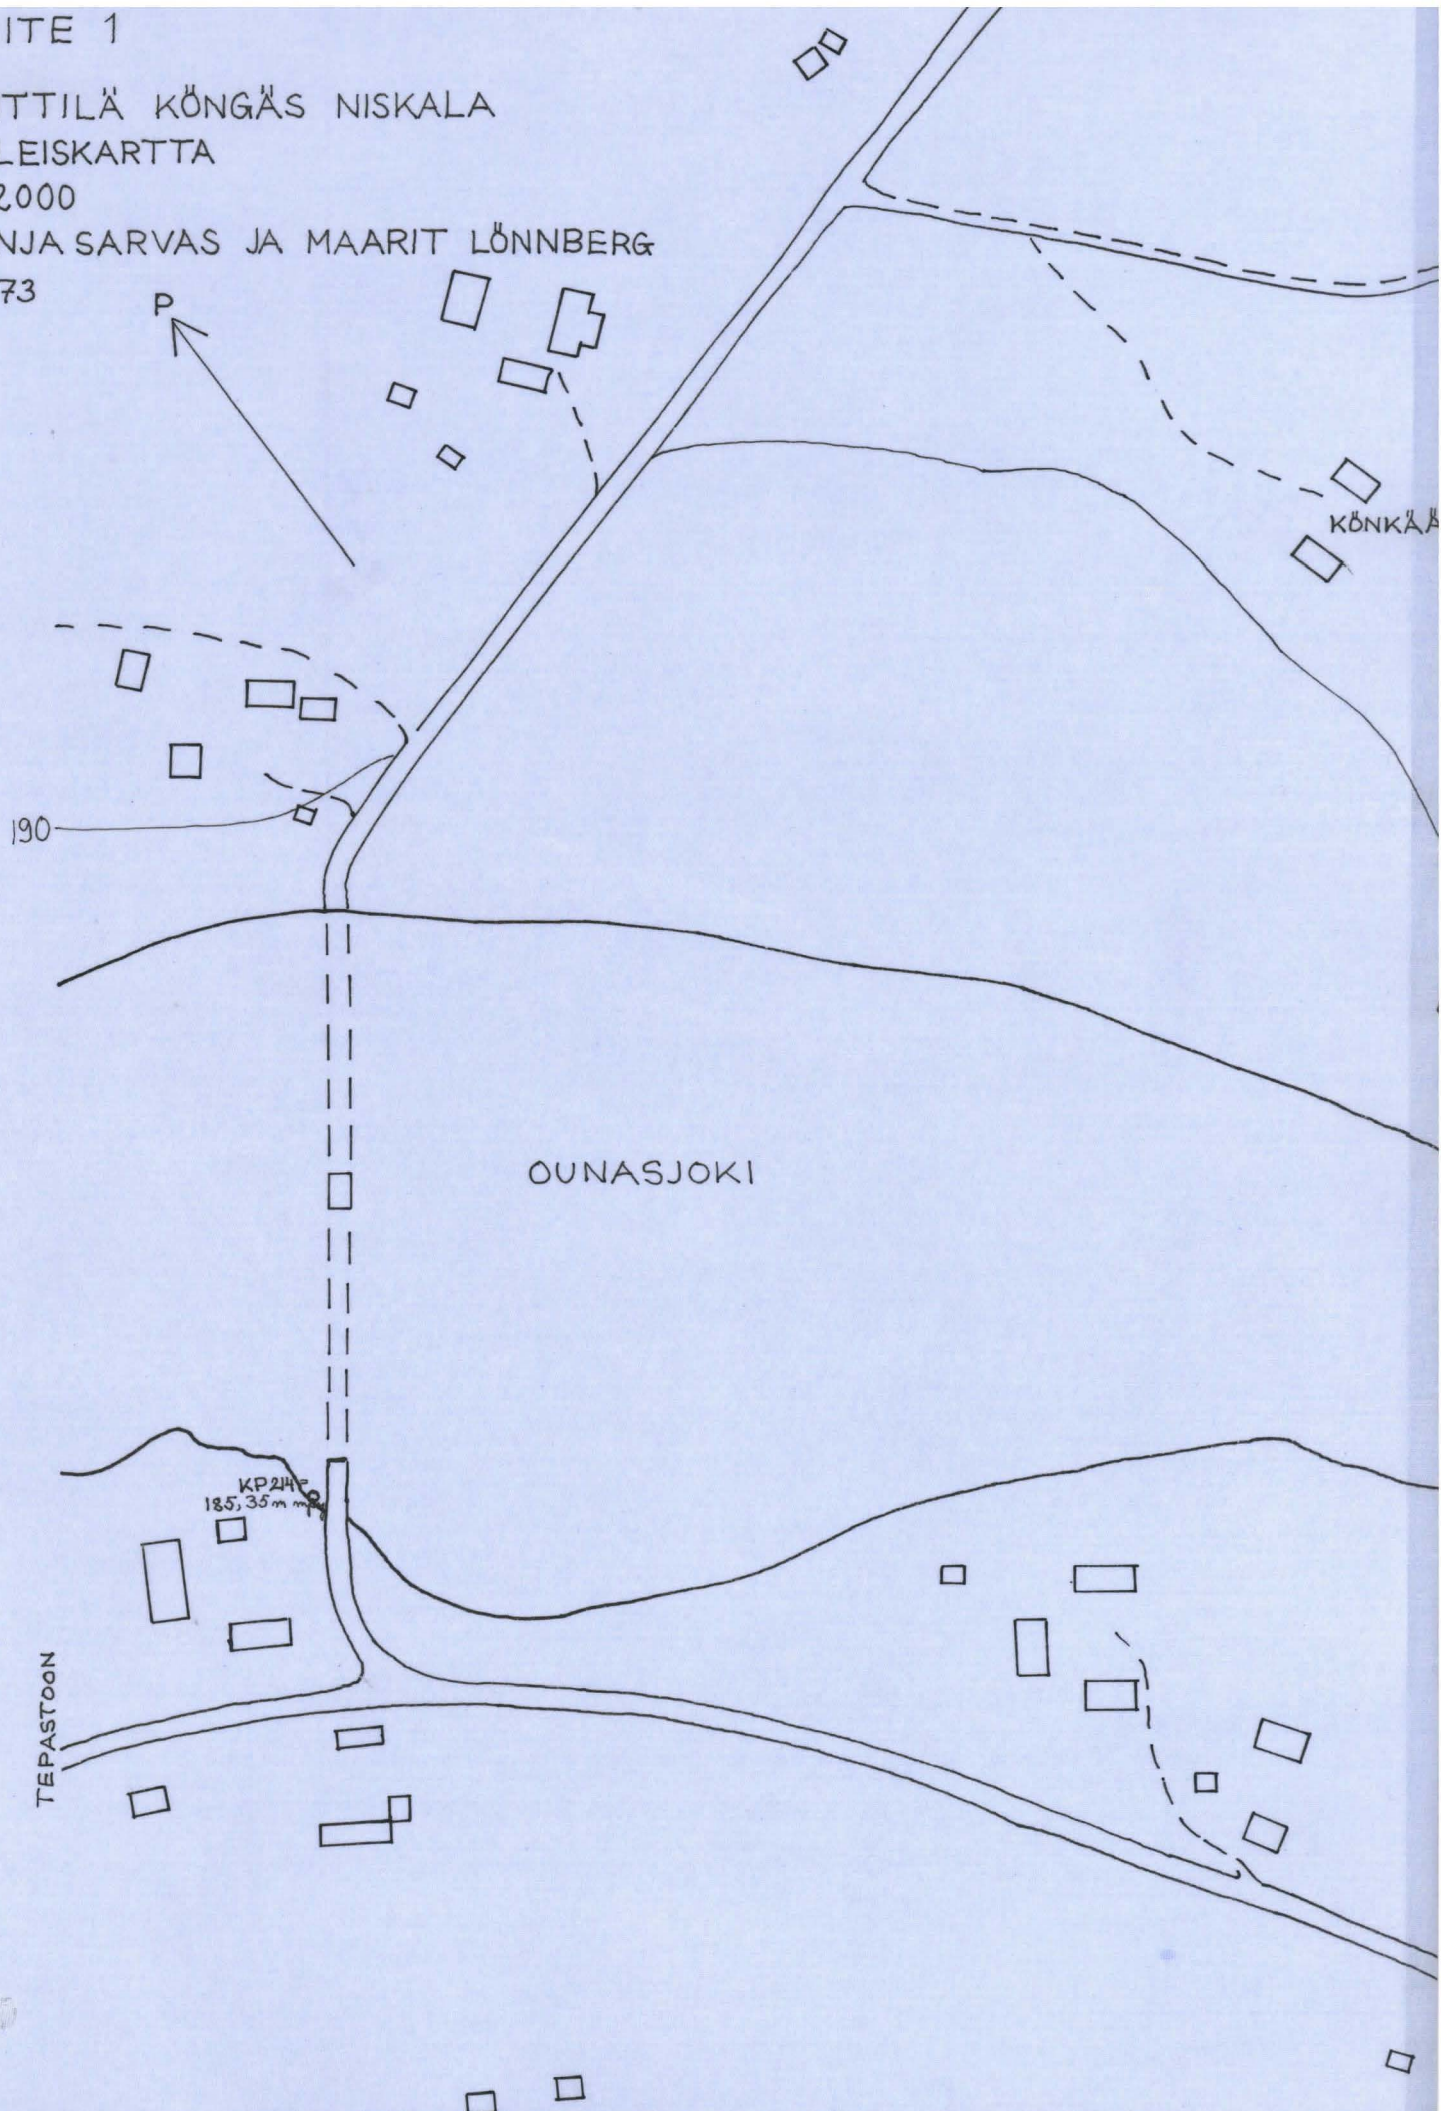 ITE 1
TTILÄ KÖNGÄS NISKALA
LEISKARTTA
2000
NJA SARVAS JA MAARIT LÖNNBERG
73
P
KÖNKÄÄ
190
OUNASJOKI
KP 214
185,35 m mpy
TEPASTOON